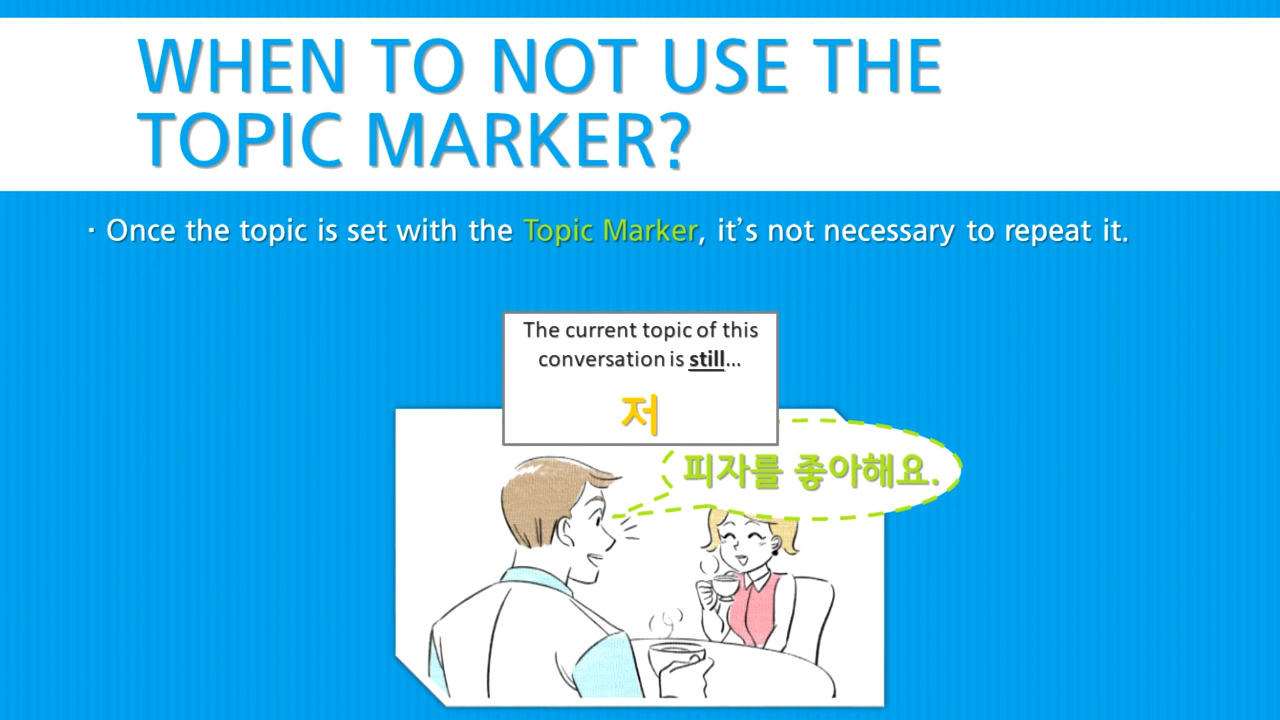 WHEN TO NOT USE THE
TOPIC MARKER?
· Once the topic is set with the Topic Marker, it’s not necessary to repeat it.
The current topic of this
conversation is still...
저
피자를 좋아해요.